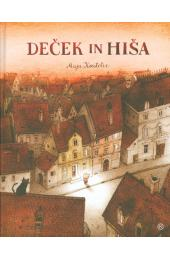 DEČEK IN HIŠA
Maja Kastelic